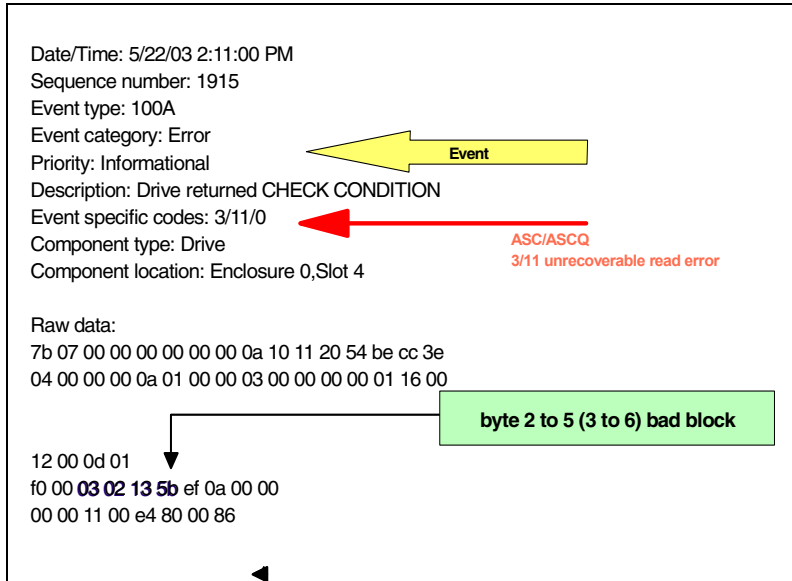 Date/Time: 5/22/03 2:11:00 PM
Sequence number: 1915
Event type: 100A
Event category: Error
Priority: Informational
Event
Description: Drive returned CHECK CONDITION
Event specific codes: 3/11/0
Component type: Drive
ASC/ASCQ
3/11 unrecoverable read error
Component location: Enclosure 0,Slot 4
Raw data:
7b 07 00 00 00 00 00 00 0a 10 11 20 54 be cc 3e
04 00 00 00 0a 01 00 00 03 00 00 00 00 01 16 00
byte 2 to 5 (3 to 6) bad block
12 00 0d 01
f0 00 03 02 13 5b ef 0a 00 00
00 00 11 00 e4 80 00 86